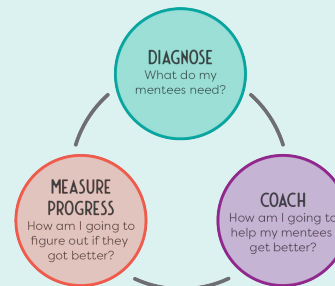 DIAGNOSE
What do my
mentees need?
MEASURE
PROGRESS
How am I going to
figure out if they
got better?
COACH
How am I going to
help my mentees
get better?